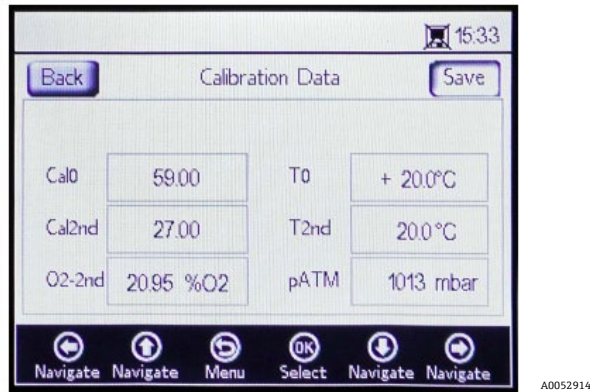 15:33
Back Calibration Data Save
Cal0 59.00 T0 + 20.0°C
Cal2nd 27.00 T2nd 20.0°C
O2-2nd 20.95 %O2 pATM 1013 mbar
OK
Navigate Navigate Menu Select Navigate Navigate
A0052914